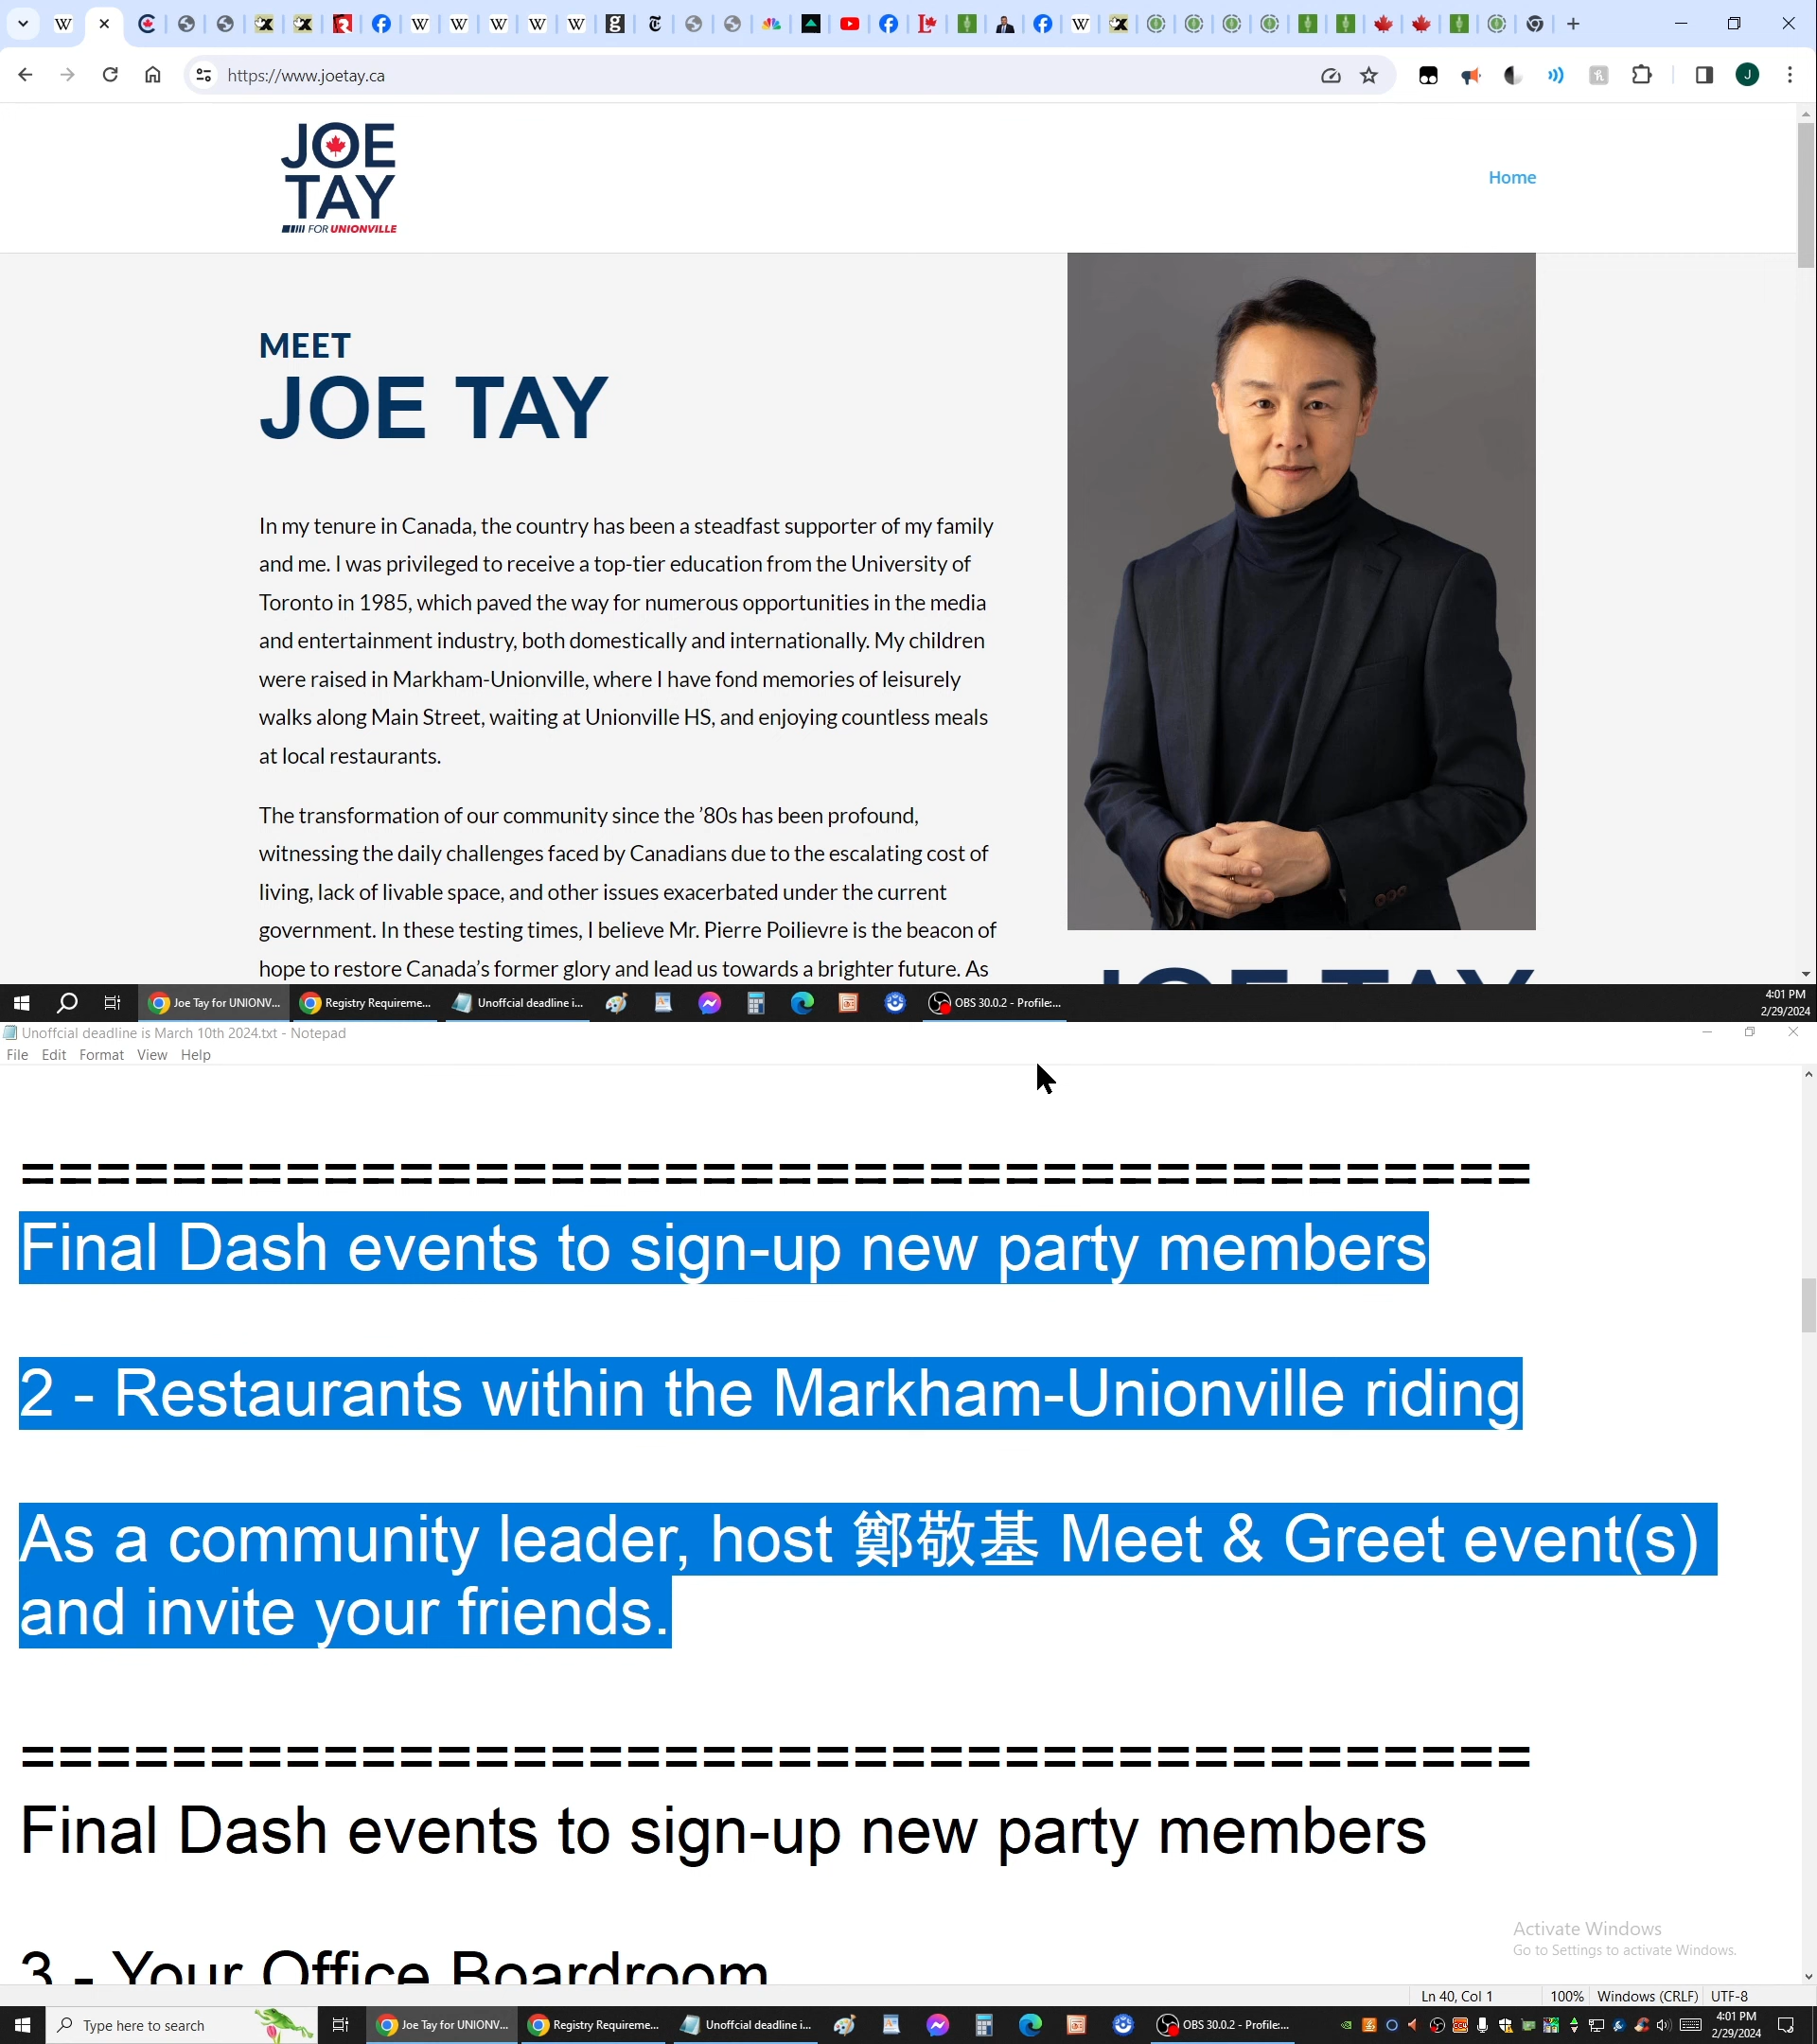 https://www.joetay.ca
J
JOE
TAY
FOR UNIONVILLE
Home
MEET
JOE TAY
In my tenure in Canada, the country has been a steadfast supporter of my family
and me. I was privileged to receive a top-tier education from the University of
Toronto in 1985, which paved the way for numerous opportunities in the media
and entertainment industry, both domestically and internationally. My children
were raised in Markham-Unionville, where I have fond memories of leisurely
walks along Main Street, waiting at Unionville HS, and enjoying countless meals
at local restaurants.
The transformation of our community since the ’80s has been profound,
witnessing the daily challenges faced by Canadians due to the escalating cost of
living, lack of livable space, and other issues exacerbated under the current
government. In these testing times, I believe Mr. Pierre Poilievre is the beacon of
hope to restore Canada’s former glory and lead us towards a brighter future. As
JOE TAY
Joe Tay for UNIONV... Registry Requireme... Unoffcial deadline i... OBS 30.0.2 - Profile:...
4:01 PM
2/29/2024
Unoffcial deadline is March 10th 2024.txt - Notepad
File Edit Format View Help
========================================
Final Dash events to sign-up new party members
2 - Restaurants within the Markham-Unionville riding
As a community leader, host 鄭敬基 Meet & Greet event(s)
and invite your friends.
========================================
Final Dash events to sign-up new party members
3 - Your Office Boardroom
Activate Windows
Go to Settings to activate Windows.
Ln 40, Col 1 100% Windows (CRLF) UTF-8
Type here to search Joe Tay for UNIONV... Registry Requireme... Unoffcial deadline i... OBS 30.0.2 - Profile:...
4:01 PM
2/29/2024